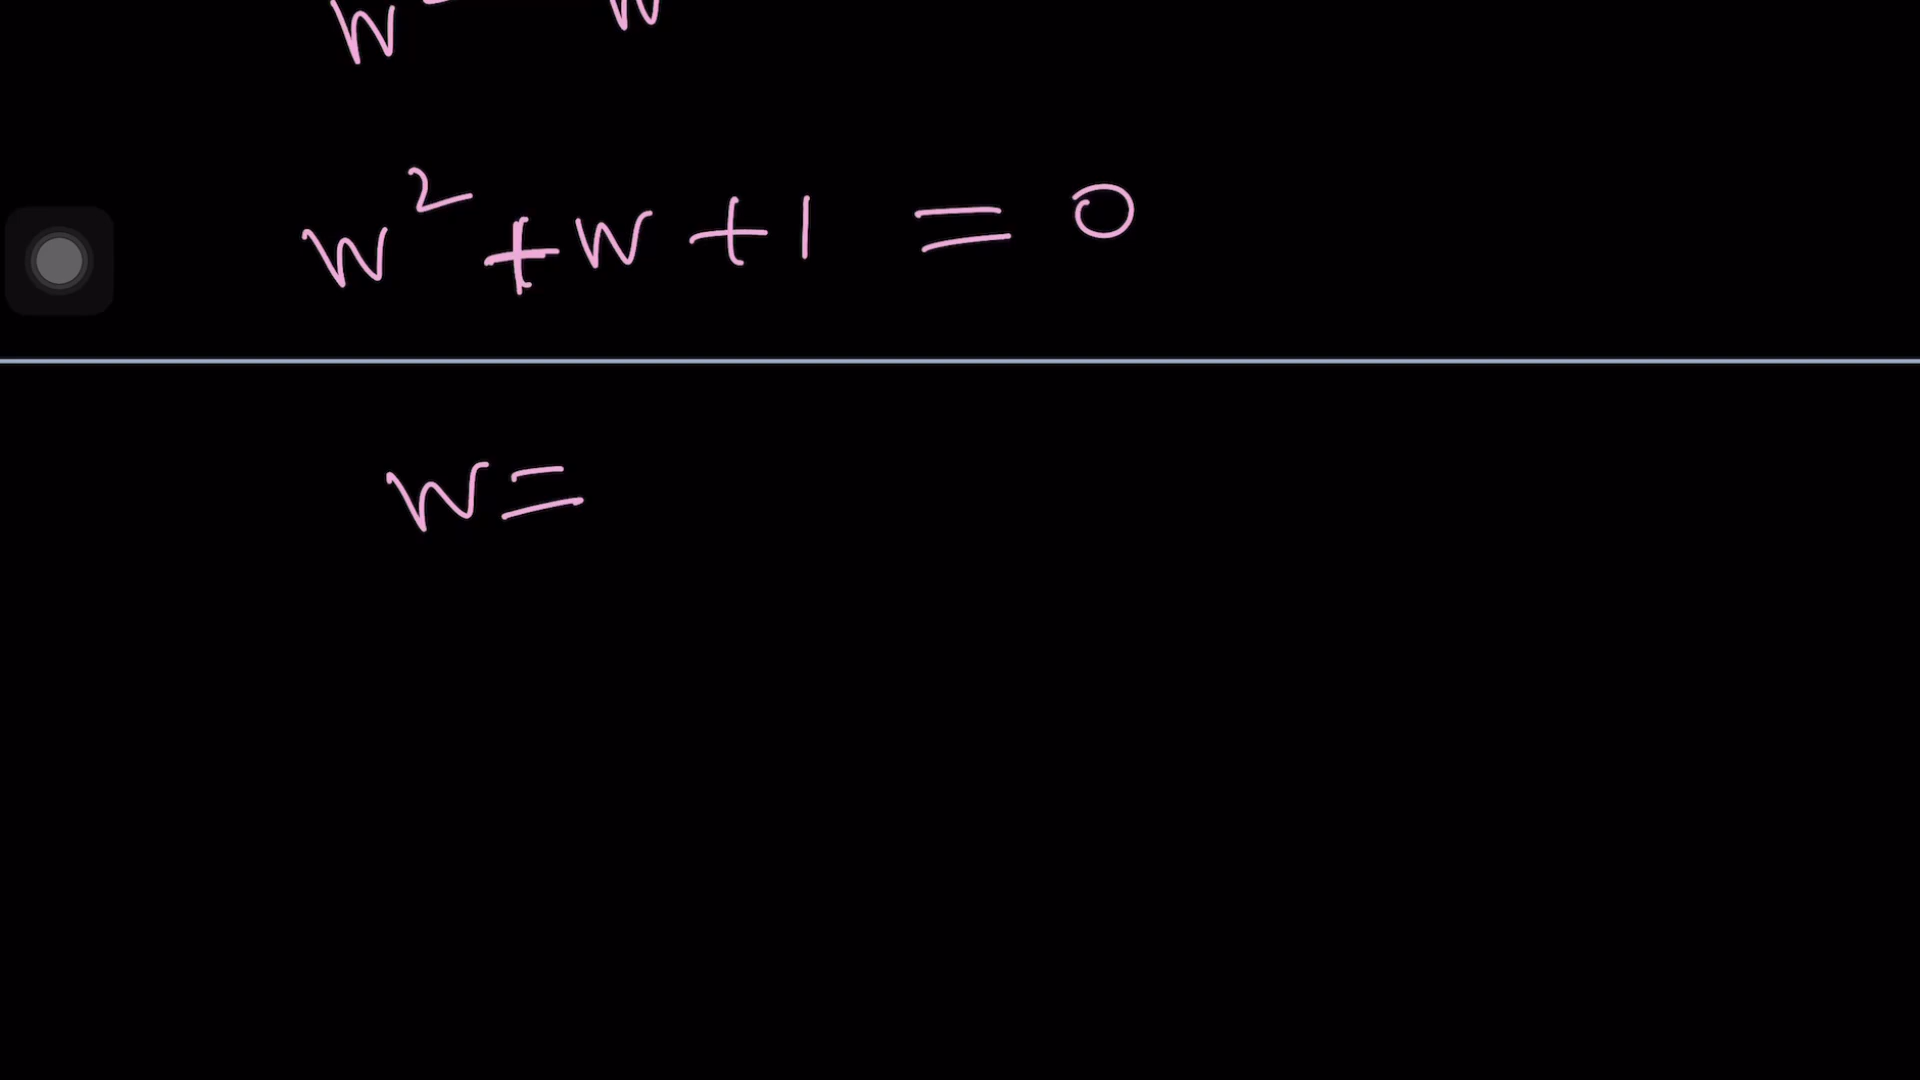 w² + w + 1 = 0
w =